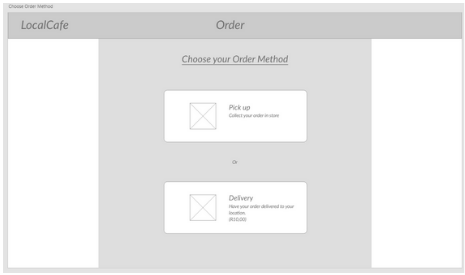 Choose Order Method
LocalCafe Order
Choose your Order Method
Pick up
Collect your order in-store
Or
Delivery
Have your order delivered to your
location.
(R10.00)